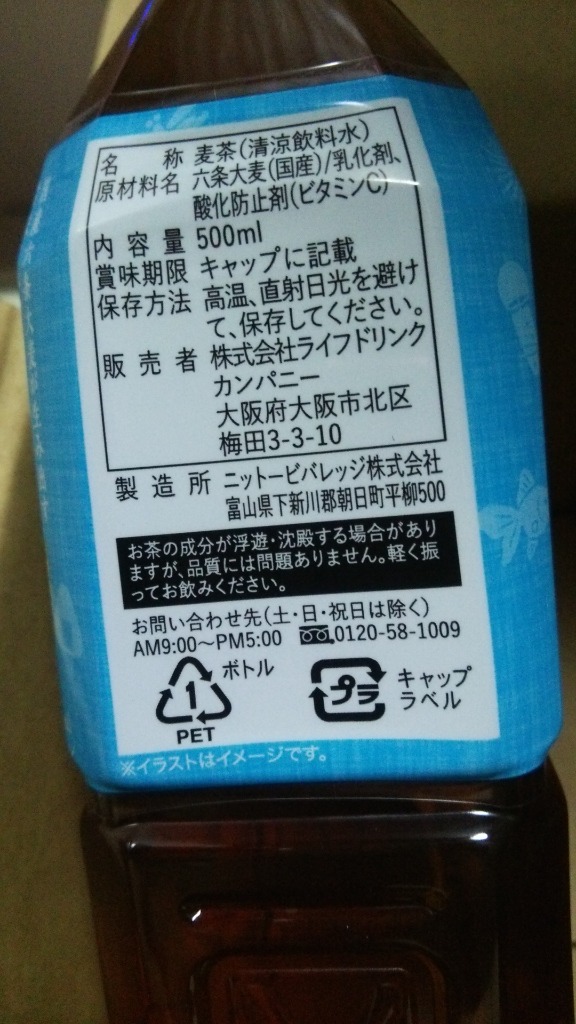 名称 麦茶(清涼飲料水)
原材料名 六条大麦(国産)/乳化剤、
酸化防止剤(ビタミンC)
内容量 500ml
賞味期限 キャップに記載
保存方法 高温、直射日光を避け
て、保存してください。
販売者 株式会社ライフドリンク
カンパニー
大阪府大阪市北区
梅田3-3-10
製造所 ニットービバレッジ株式会社
富山県下新川郡朝日町平柳500
お茶の成分が浮遊・沈殿する場合があり
ますが、品質には問題ありません。軽く振
ってお飲みください。
お問い合わせ先(土・日・祝日は除く)
AM9:00〜PM5:00 0120-58-1009
1 ボトル
PET
プラ キャップ
ラベル
※イラストはイメージです。